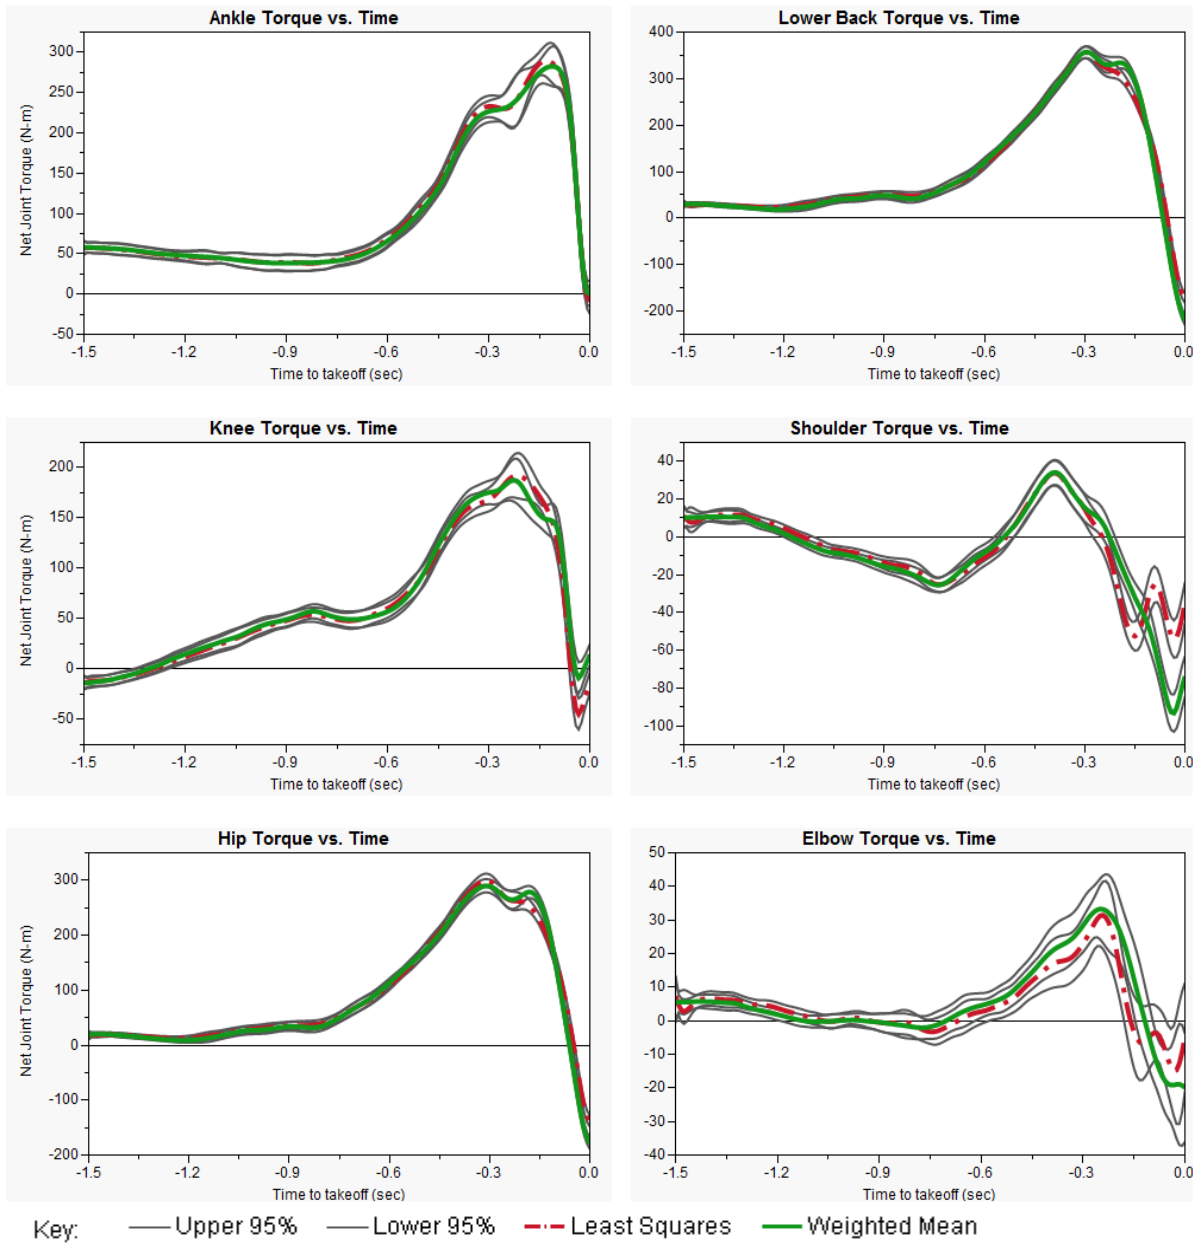 Ankle Torque vs. Time
Net Joint Torque (N-m)
300
250
200
150
100
50
0
-50
-1.5 -1.2 -0.9 -0.6 -0.3 0.0
Time to takeoff (sec)
Lower Back Torque vs. Time
400
300
200
100
0
-100
-200
-1.5 -1.2 -0.9 -0.6 -0.3 0.0
Time to takeoff (sec)
Knee Torque vs. Time
Net Joint Torque (N-m)
200
150
100
50
0
-50
-1.5 -1.2 -0.9 -0.6 -0.3 0.0
Time to takeoff (sec)
Shoulder Torque vs. Time
40
20
0
-20
-40
-60
-80
-100
-1.5 -1.2 -0.9 -0.6 -0.3 0.0
Time to takeoff (sec)
Hip Torque vs. Time
Net Joint Torque (N-m)
300
200
100
0
-100
-200
-1.5 -1.2 -0.9 -0.6 -0.3 0.0
Time to takeoff (sec)
Elbow Torque vs. Time
50
40
30
20
10
0
-10
-20
-30
-40
-1.5 -1.2 -0.9 -0.6 -0.3 0.0
Time to takeoff (sec)
Key: Upper 95% Lower 95% Least Squares Weighted Mean